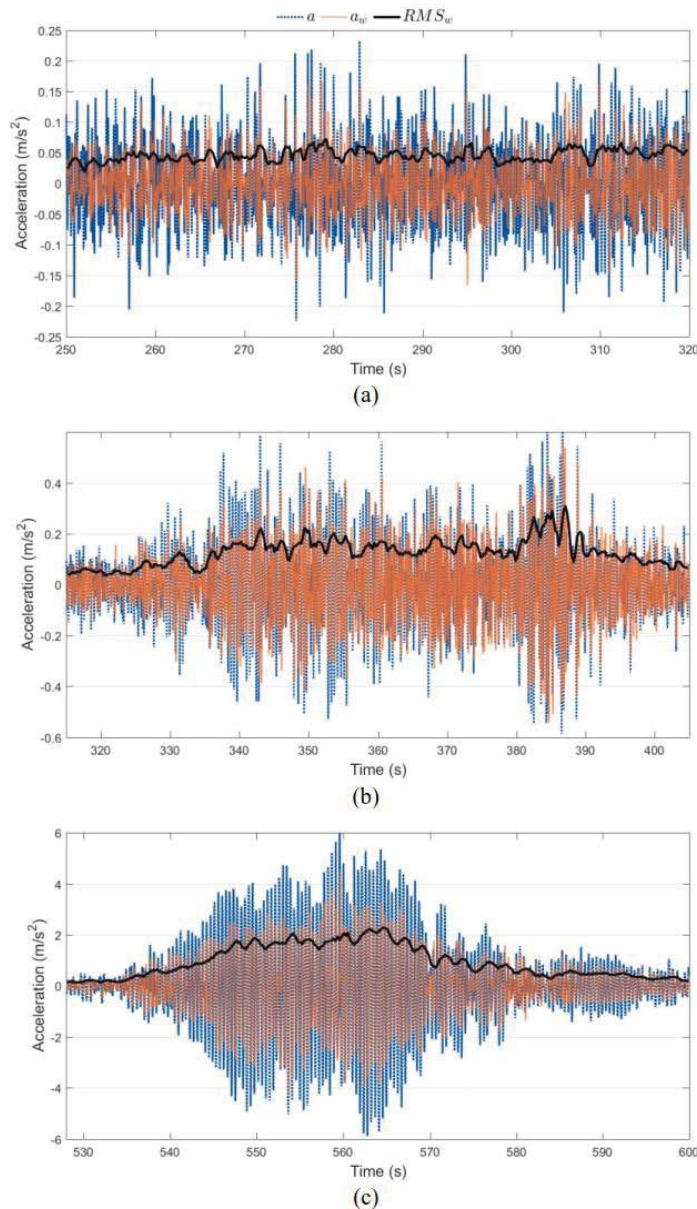 a a_w RMS_w
0.25
0.2
0.15
0.1
0.05
0
-0.05
-0.1
-0.15
-0.2
-0.25
Acceleration (m/s²)
250 260 270 280 290 300 310 320
Time (s)
(a)
0.4
0.2
0
-0.2
-0.4
-0.6
Acceleration (m/s²)
320 330 340 350 360 370 380 390 400
Time (s)
(b)
6
4
2
0
-2
-4
-6
Acceleration (m/s²)
530 540 550 560 570 580 590 600
Time (s)
(c)